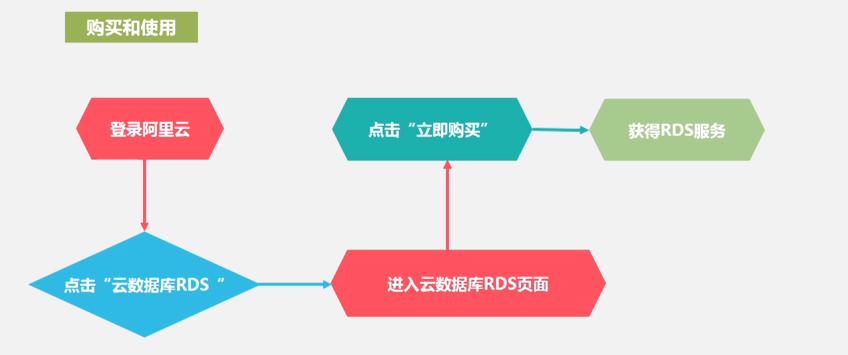 购买和使用
登录阿里云
点击“云数据库RDS “
进入云数据库RDS页面
点击“立即购买”
获得RDS服务